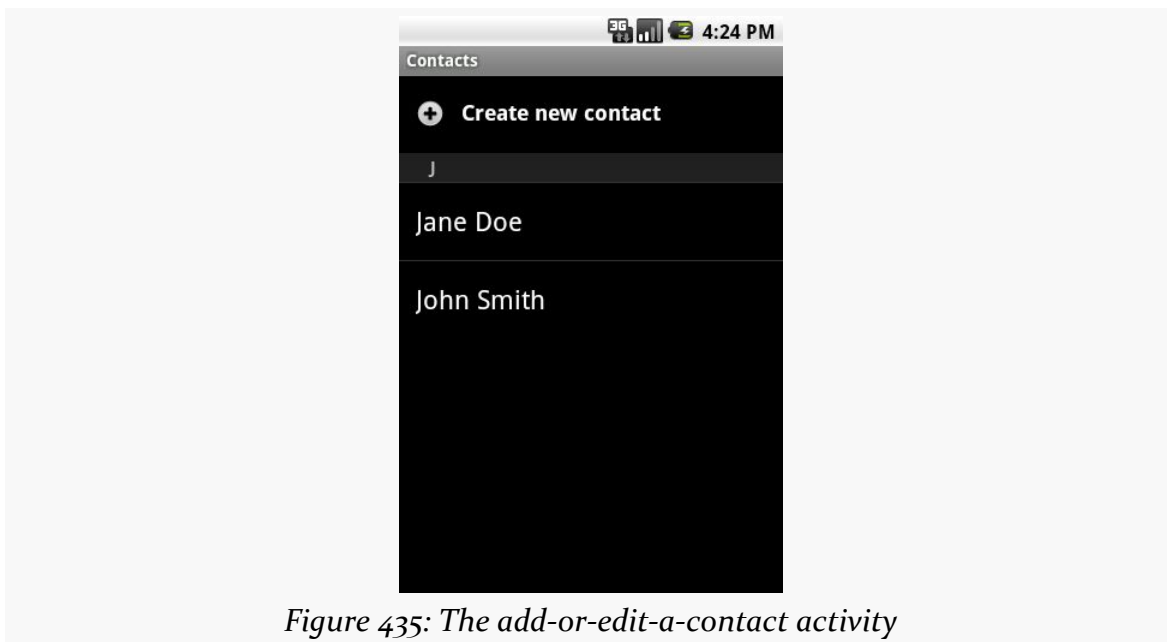 3G 4:24 PM
Contacts
Create new contact
J
Jane Doe
John Smith
Figure 435: The add-or-edit-a-contact activity